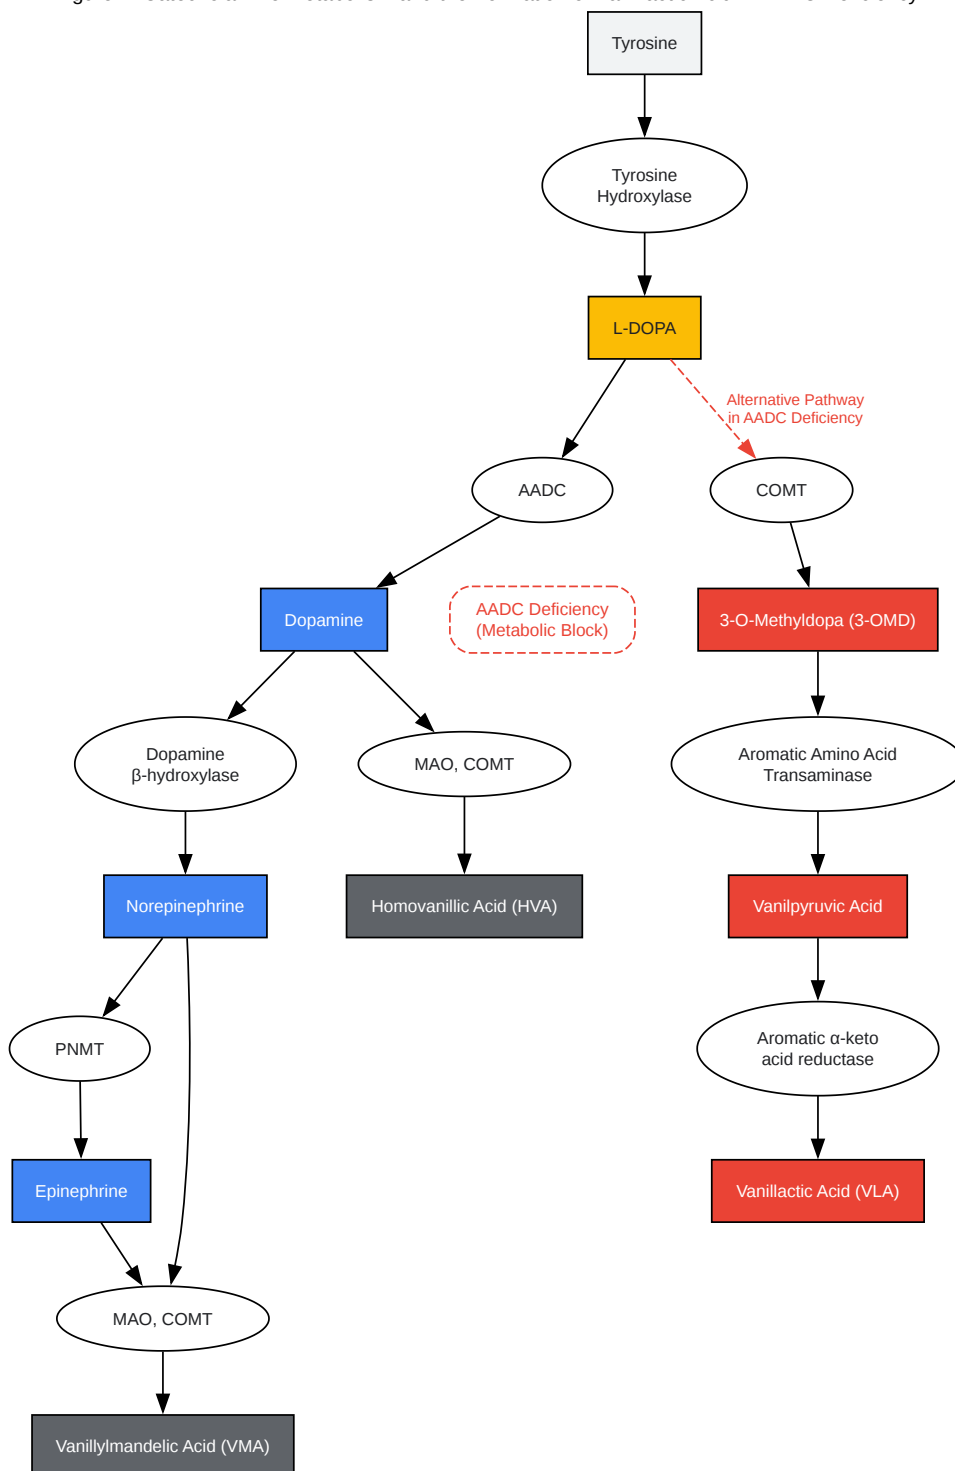 Tyrosine
Tyrosine
Hydroxylase
L-DOPA
Alternative Pathway
in AADC Deficiency
AADC
COMT
Dopamine
AADC Deficiency
(Metabolic Block)
3-O-Methyldopa (3-OMD)
Dopamine
β-hydroxylase
MAO, COMT
Aromatic Amino Acid
Transaminase
Norepinephrine
Homovanillic Acid (HVA)
Vanilpyruvic Acid
PNMT
Aromatic α-keto
acid reductase
Epinephrine
Vanillactic Acid (VLA)
MAO, COMT
Vanillylmandelic Acid (VMA)